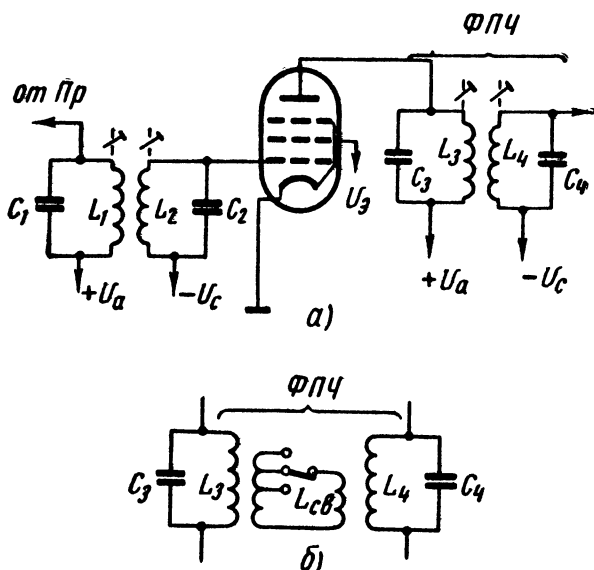 ФПЧ
от Пр
C1 L1 L2 C2
C3 L3 L4 C4
Uэ
+Ua -Uc
+Ua -Uc
а)
ФПЧ
C3 L3 Lсв L4 C4
б)